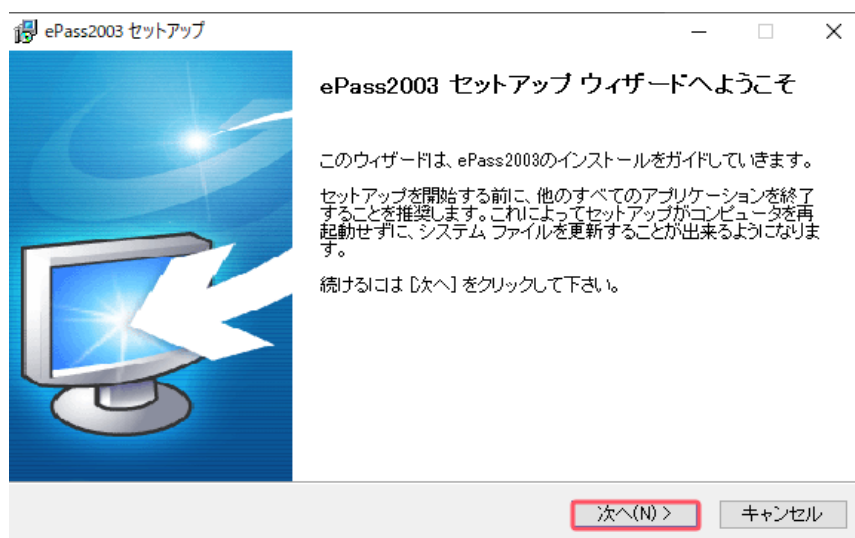 ePass2003 セットアップ
ePass2003 セットアップ ウィザードへようこそ
このウィザードは、ePass2003のインストールをガイドしていきます。
セットアップを開始する前に、他のすべてのアプリケーションを終了
することを推奨します。これによってセットアップがコンピュータを再
起動せずに、システム ファイルを更新することが出来るようになりま
す。
続けるには [次へ] をクリックして下さい。
次へ(N) >
キャンセル